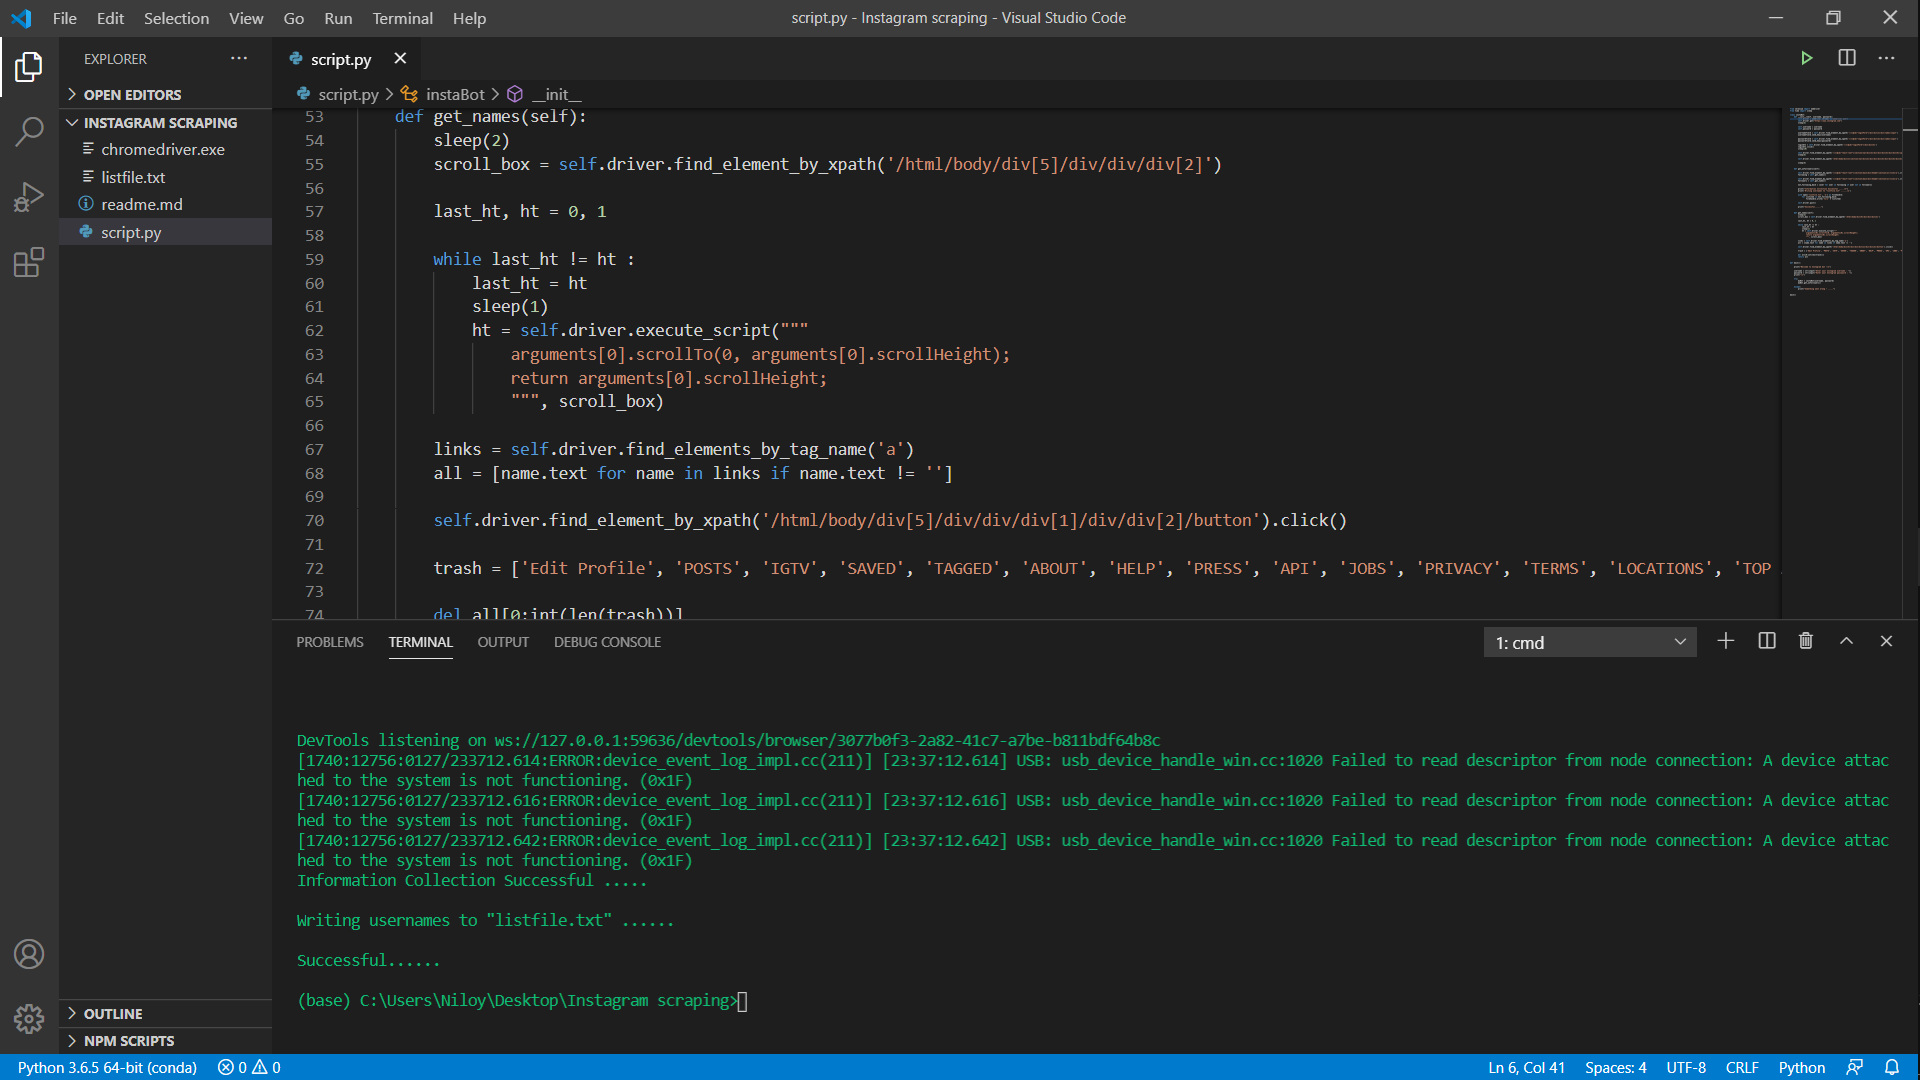 File Edit Selection View Go Run Terminal Help
script.py - Instagram scraping - Visual Studio Code
EXPLORER
OPEN EDITORS
INSTAGRAM SCRAPING
chromedriver.exe
listfile.txt
readme.md
script.py
script.py
script.py > instaBot > __init__
53 def get_names(self):
54 sleep(2)
55 scroll_box = self.driver.find_element_by_xpath('/html/body/div[5]/div/div/div[2]')
56
57 last_ht, ht = 0, 1
58
59 while last_ht != ht :
60 last_ht = ht
61 sleep(1)
62 ht = self.driver.execute_script("""
63 arguments[0].scrollTo(0, arguments[0].scrollHeight);
64 return arguments[0].scrollHeight;
65 """, scroll_box)
66
67 links = self.driver.find_elements_by_tag_name('a')
68 all = [name.text for name in links if name.text != '']
69
70 self.driver.find_element_by_xpath('/html/body/div[5]/div/div/div[1]/div/div[2]/button').click()
71
72 trash = ['Edit Profile', 'POSTS', 'IGTV', 'SAVED', 'TAGGED', 'ABOUT', 'HELP', 'PRESS', 'API', 'JOBS', 'PRIVACY', 'TERMS', 'LOCATIONS', 'TOP
73
74 del all[0:int(len(trash))]
PROBLEMS TERMINAL OUTPUT DEBUG CONSOLE
1: cmd
DevTools listening on ws://127.0.0.1:59636/devtools/browser/3077b0f3-2a82-41c7-a7be-b811bdf64b8c
[1740:12756:0127/233712.614:ERROR:device_event_log_impl.cc(211)] [23:37:12.614] USB: usb_device_handle_win.cc:1020 Failed to read descriptor from node connection: A device attac
hed to the system is not functioning. (0x1F)
[1740:12756:0127/233712.616:ERROR:device_event_log_impl.cc(211)] [23:37:12.616] USB: usb_device_handle_win.cc:1020 Failed to read descriptor from node connection: A device attac
hed to the system is not functioning. (0x1F)
[1740:12756:0127/233712.642:ERROR:device_event_log_impl.cc(211)] [23:37:12.642] USB: usb_device_handle_win.cc:1020 Failed to read descriptor from node connection: A device attac
hed to the system is not functioning. (0x1F)
Information Collection Successful .....
Writing usernames to "listfile.txt" ......
Successful......
(base) C:\Users\Niloy\Desktop\Instagram scraping>
OUTLINE
NPM SCRIPTS
Python 3.6.5 64-bit (conda) 0 0
Ln 6, Col 41 Spaces: 4 UTF-8 CRLF Python